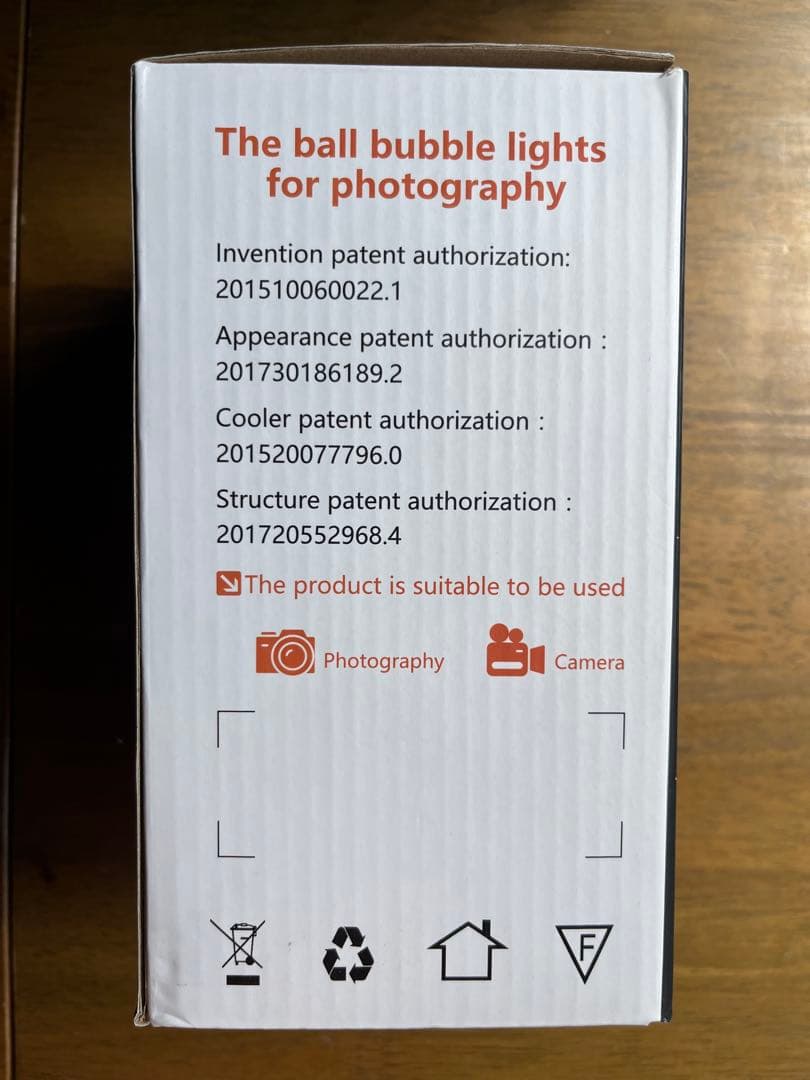 The ball bubble lights
for photography
Invention patent authorization:
201510060022.1
Appearance patent authorization：
201730186189.2
Cooler patent authorization：
201520077796.0
Structure patent authorization：
201720552968.4
The product is suitable to be used
Photography Camera
F